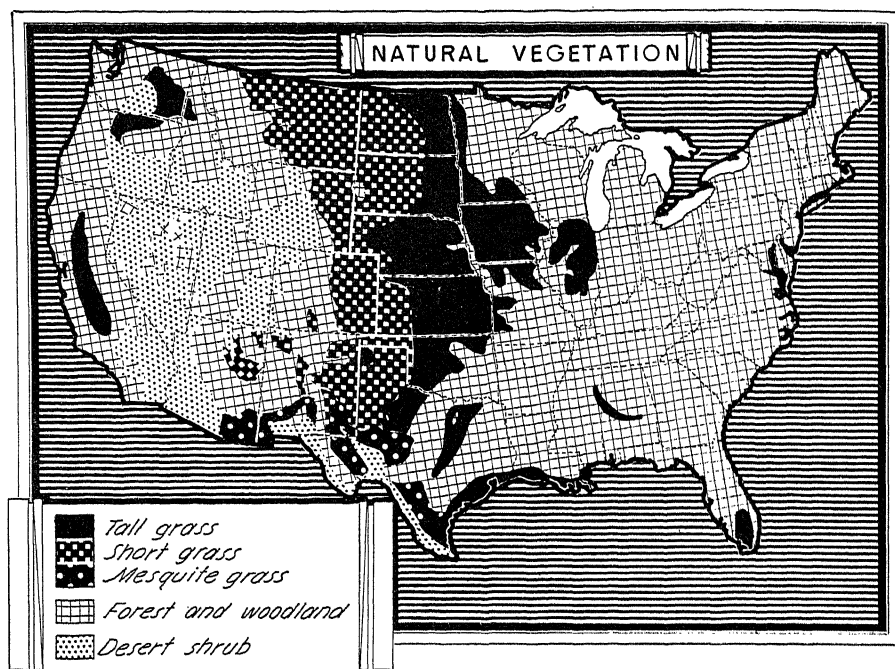 NATURAL VEGETATION
Tall grass
Short grass
Mesquite grass
Forest and woodland
Desert shrub